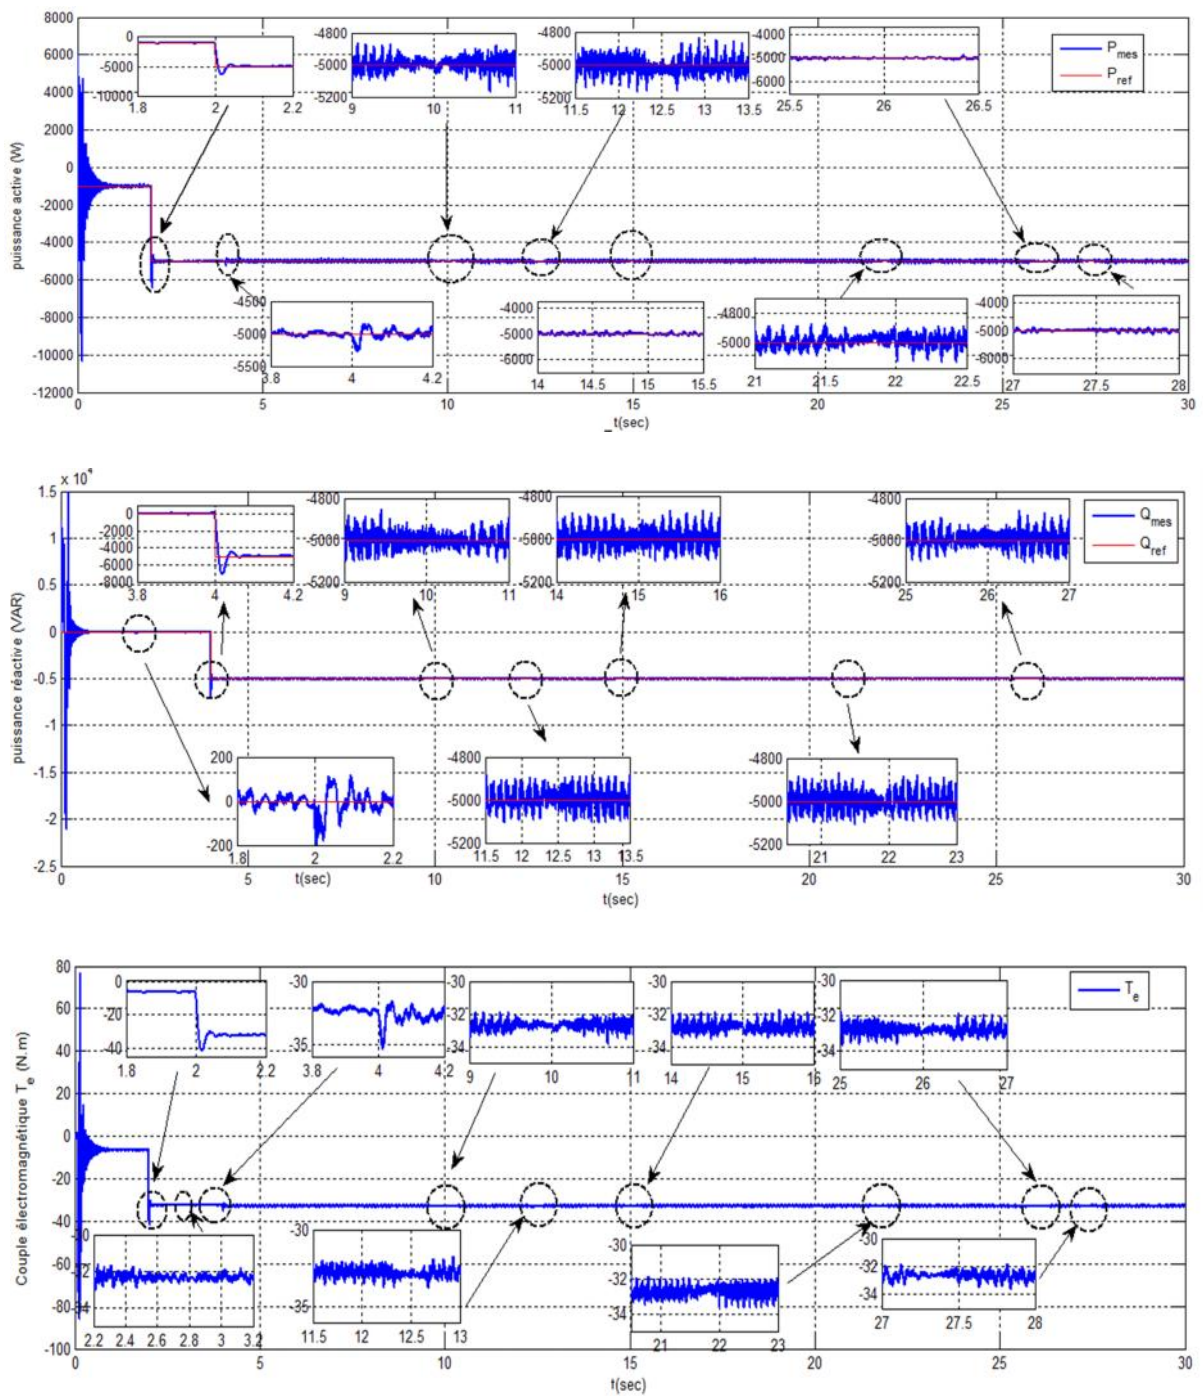 8000
6000
4000
2000
0
-2000
-4000
-6000
-8000
-10000
-12000
puissance active (W)
0
-5000
-10000
1.8 2 2.2
-4800
-5000
-5200
9 10 11
-4800
-5000
-5200
11.5 12 12.5 13 13.5
-4000
-5000
-6000
25.5 26 26.5
P_mes
P_ref
-4500
-5000
-5500
3.8 4 4.2
-4000
-5000
-6000
14 14.5 15 15.5
-4800
-5000
21 21.5 22 22.5
-4000
-5000
-6000
27 27.5 28
0 5 10 15 20 25 30
_t(sec)
x 10^4
1.5
1
0.5
0
-0.5
-1
-1.5
-2
-2.5
puissance réactive (VAR)
0
-2000
-4000
-6000
-8000
3.8 4 4.2
-4800
-5000
-5200
9 10 11
-4800
-5000
-5200
14 15 16
-4800
-5000
-5200
25 26 27
Q_mes
Q_ref
200
0
-200
1.8 2 2.2
-4800
-5000
-5200
11.5 12 12.5 13 13.5
-4800
-5000
-5200
21 22 23
0 5 10 15 20 25 30
t(sec)
t(sec)
80
60
40
20
0
-20
-40
-60
-80
-100
Couple électromagnétique T_e (N.m)
0
-20
-40
1.8 2 2.2
-30
-35
3.8 4 4.2
-30
-32
-34
9 10 11
-30
-32
-34
14 15 16
-30
-32
-34
25 26 27
T_e
-30
-32
-34
2.2 2.4 2.6 2.8 3 3.2
-30
-35
11.5 12 12.5 13
-30
-32
-34
21 22 23
-30
-32
-34
27 27.5 28
0 5 10 15 20 25 30
t(sec)